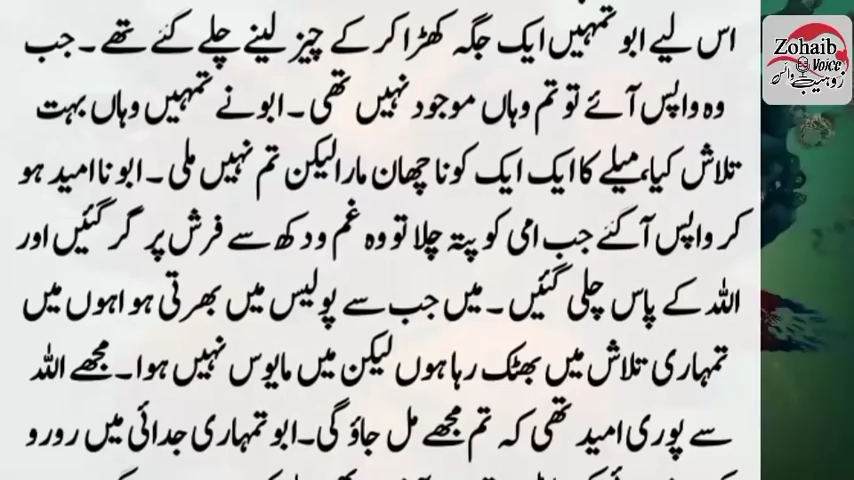 اس لیے ابو تمہیں ایک جگہ کھڑا کر کے چیز لینے چلے گئے تھے۔ جب
وہ واپس آئے تو تم وہاں موجود نہیں تھی۔ ابو نے تمہیں وہاں بہت
تلاش کیا، میلے کا ایک ایک کونا چھان مارا لیکن تم نہیں ملی۔ ابو ناامید ہو
کر واپس آ گئے جب امی کو پتہ چلا تو وہ غم و دکھ سے فرش پر گر گئیں اور
اللہ کے پاس چلی گئیں۔ میں جب سے پولیس میں بھرتی ہوا ہوں میں
تمہاری تلاش میں بھٹک رہا ہوں لیکن میں مایوس نہیں ہوا۔ مجھے اللہ
سے پوری امید تھی کہ تم مجھے مل جاؤ گی۔ ابو تمہاری جدائی میں رو رو
Zohaib
Voice
زوہیب وائس